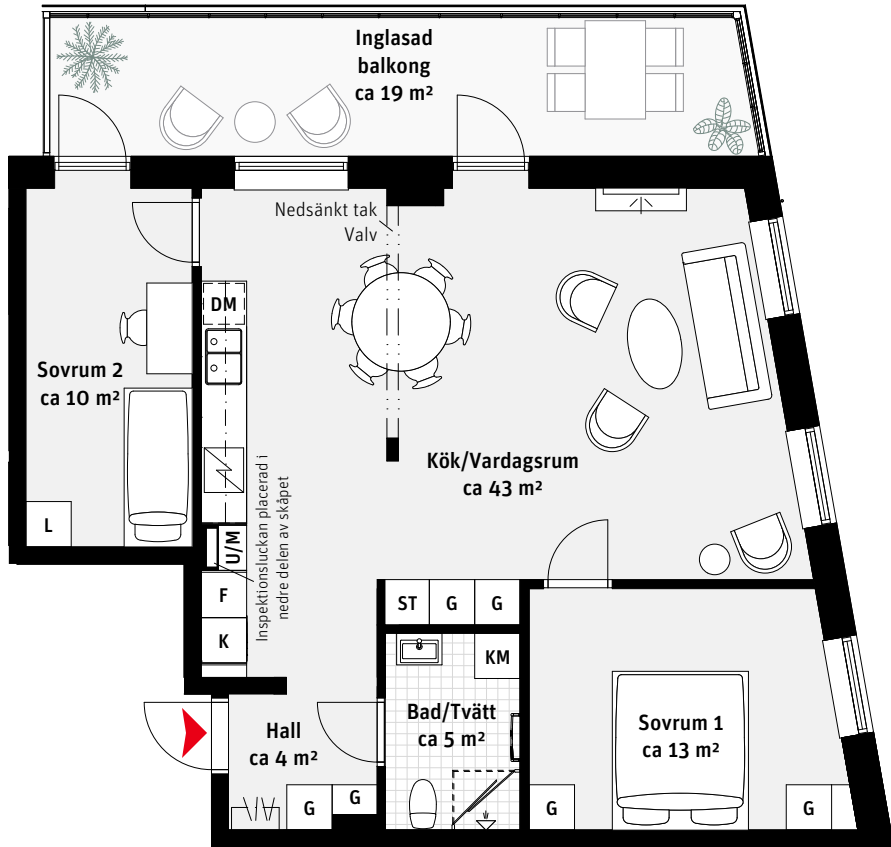 Inglasad
balkong
ca 19 m²
Nedsänkt tak
Valv
DM
Sovrum 2
ca 10 m²
Kök/Vardagsrum
ca 43 m²
L
U/M
Inspektionsluckan placerad i
nedre delen av skåpet
F
K
ST
G
G
KM
Bad/Tvätt
ca 5 m²
Hall
ca 4 m²
Sovrum 1
ca 13 m²
G
G
G
G